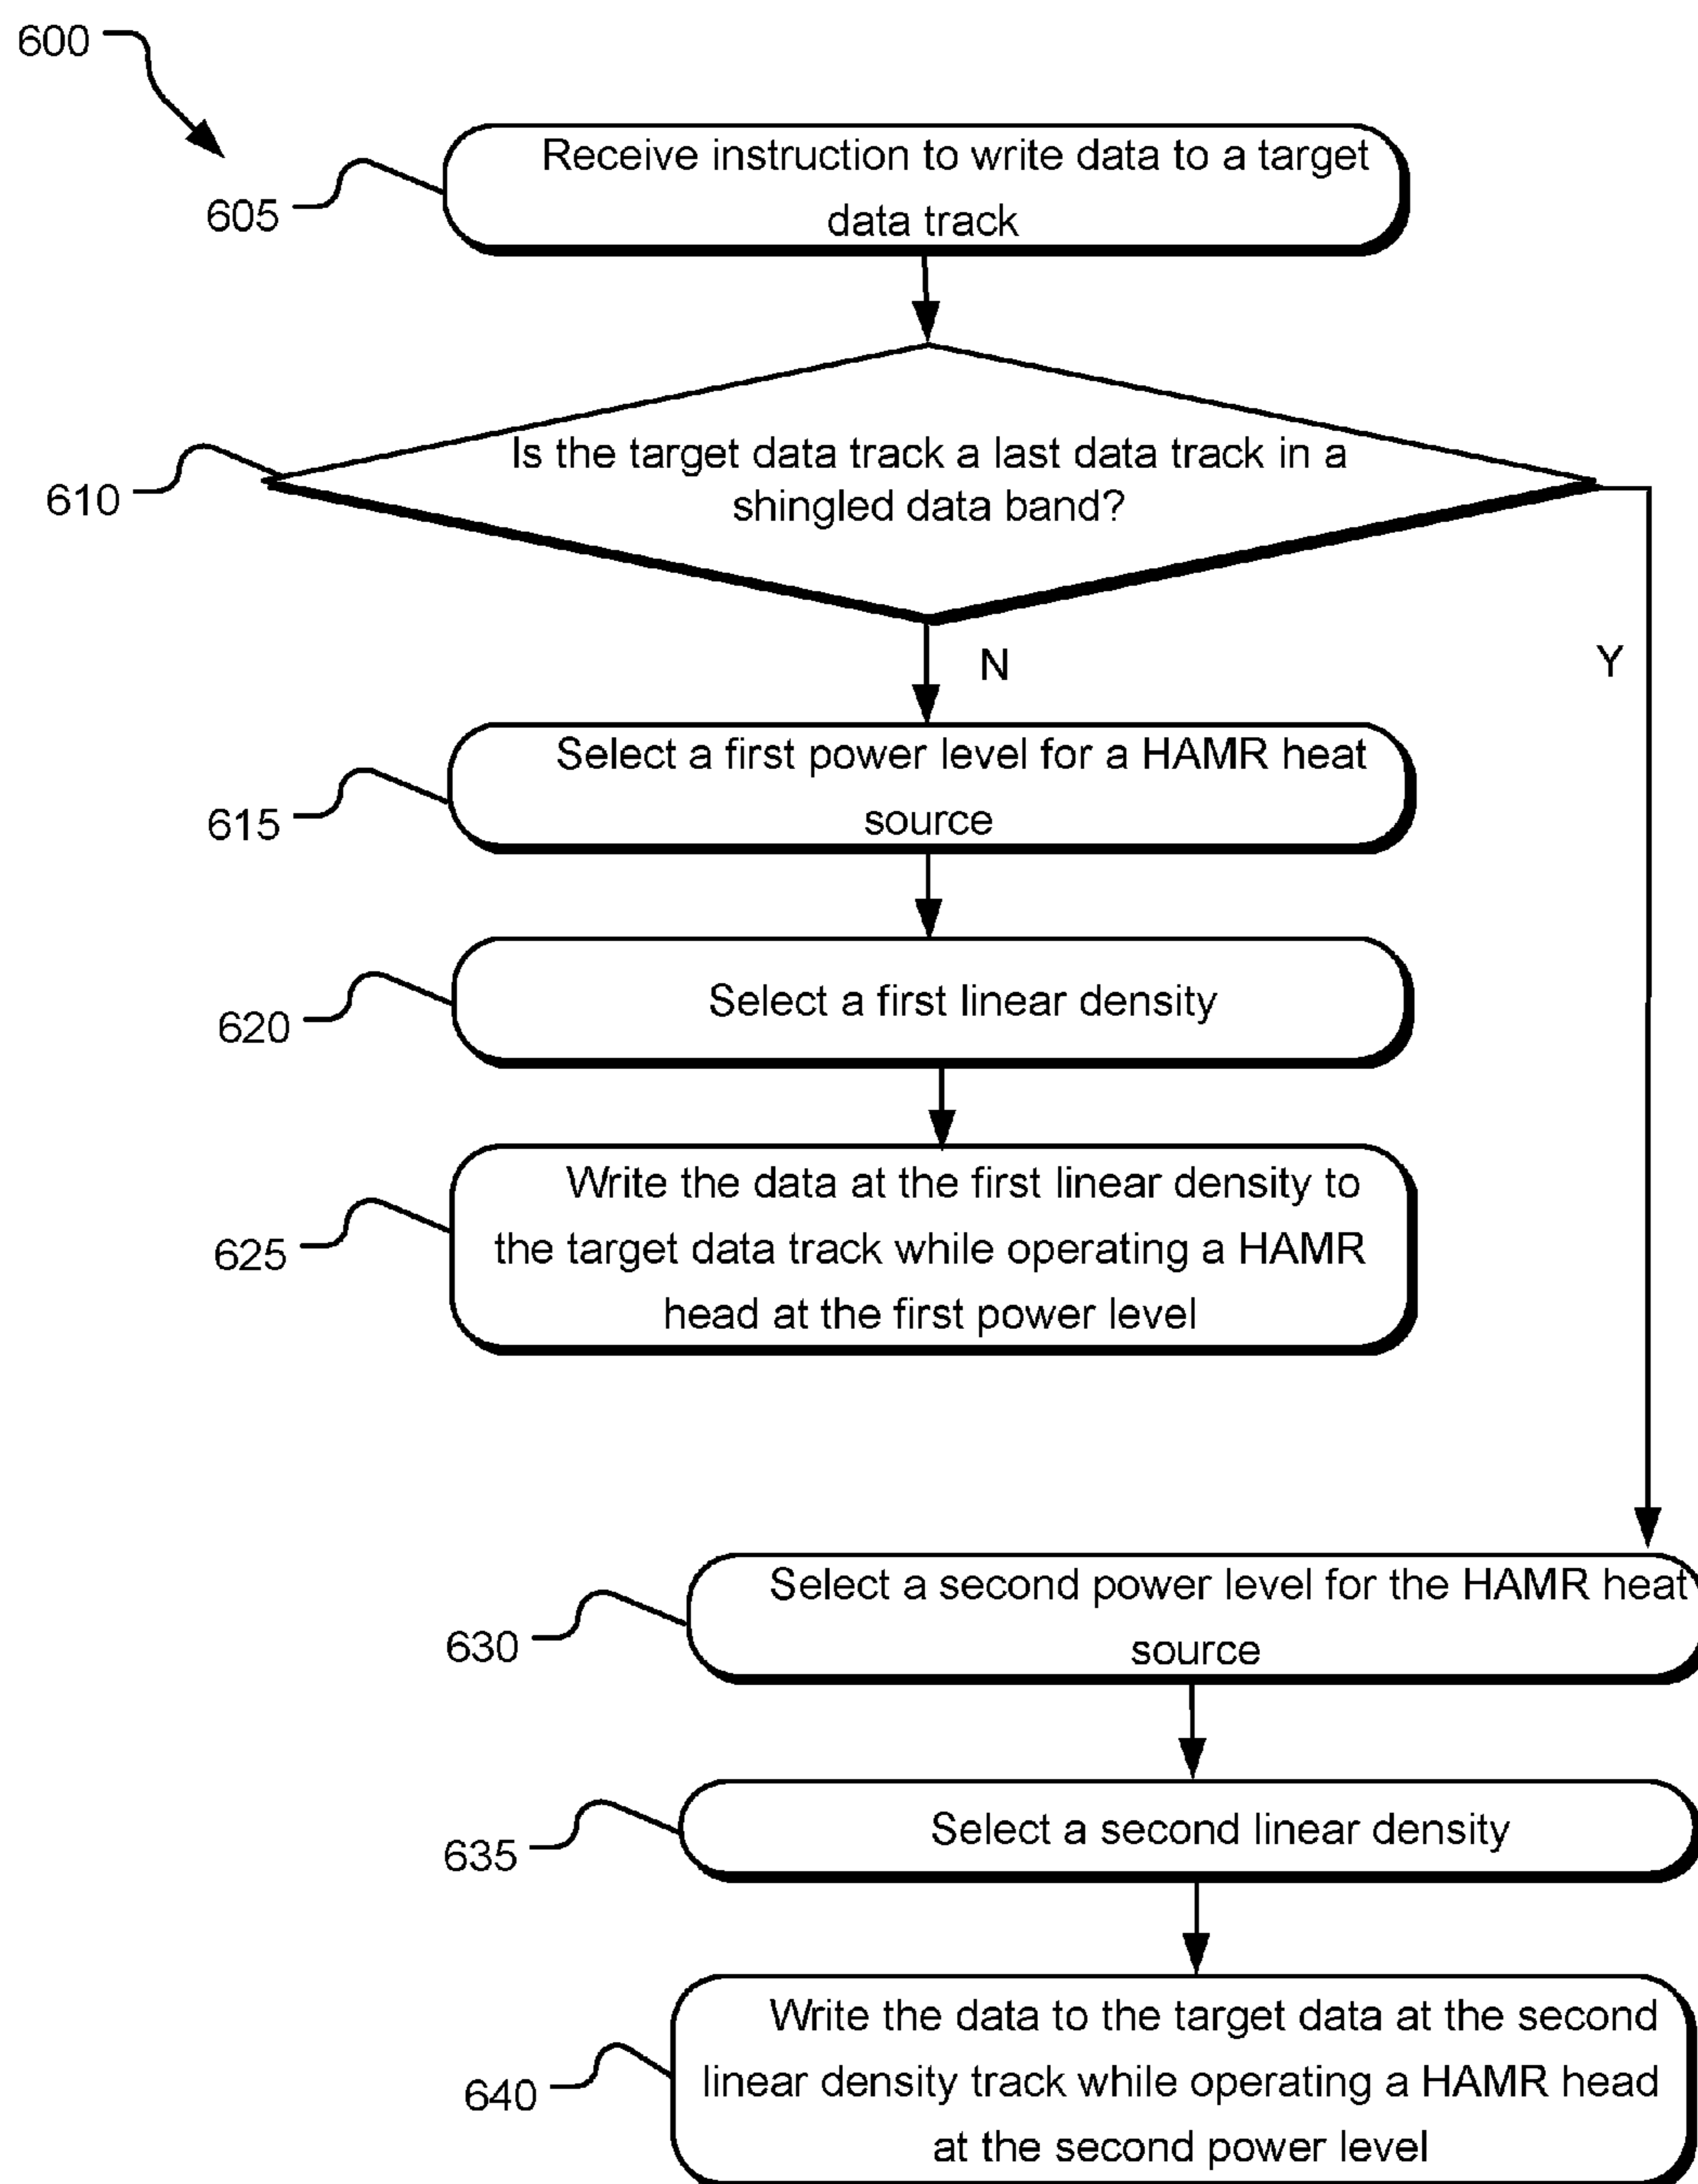 600
605
Receive instruction to write data to a target
data track
610
Is the target data track a last data track in a
shingled data band?
N
Y
615
Select a first power level for a HAMR heat
source
620
Select a first linear density
625
Write the data at the first linear density to
the target data track while operating a HAMR
head at the first power level
630
Select a second power level for the HAMR heat
source
635
Select a second linear density
640
Write the data to the target data at the second
linear density track while operating a HAMR head
at the second power level